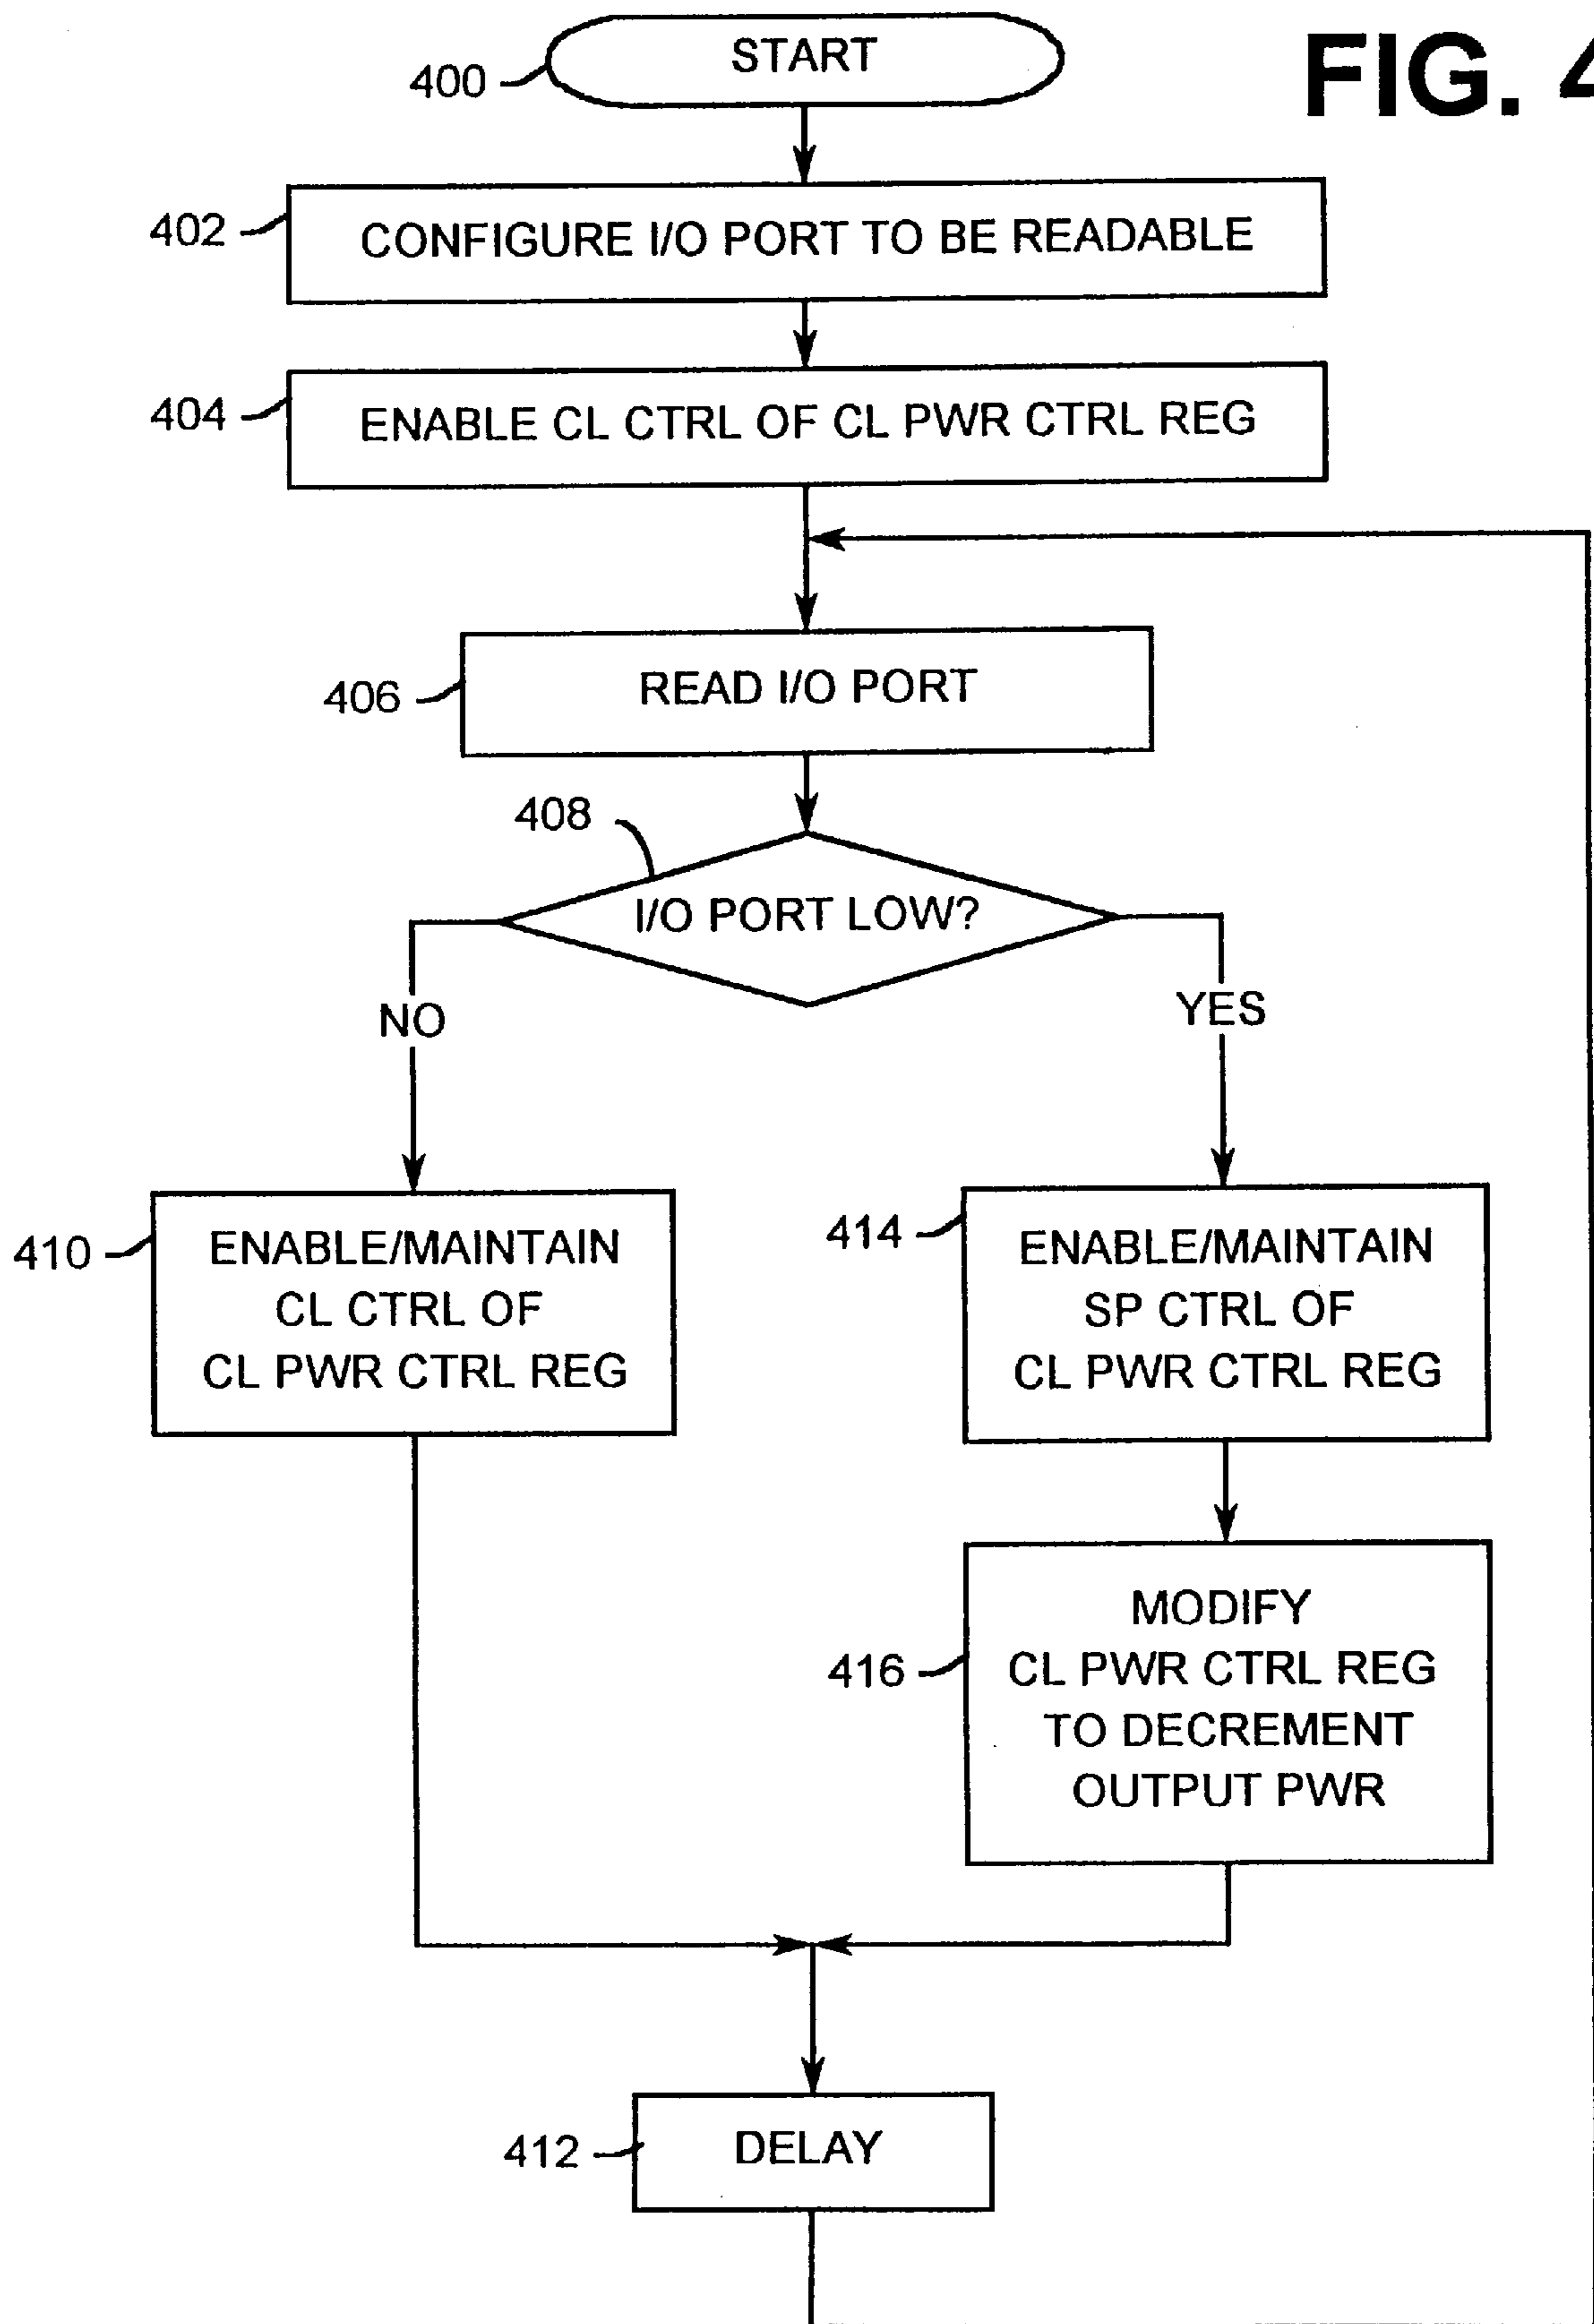 FIG. 4
400
START
402
CONFIGURE I/O PORT TO BE READABLE
404
ENABLE CL CTRL OF CL PWR CTRL REG
406
READ I/O PORT
408
I/O PORT LOW?
NO
YES
410
ENABLE/MAINTAIN
CL CTRL OF
CL PWR CTRL REG
414
ENABLE/MAINTAIN
SP CTRL OF
CL PWR CTRL REG
416
MODIFY
CL PWR CTRL REG
TO DECREMENT
OUTPUT PWR
412
DELAY